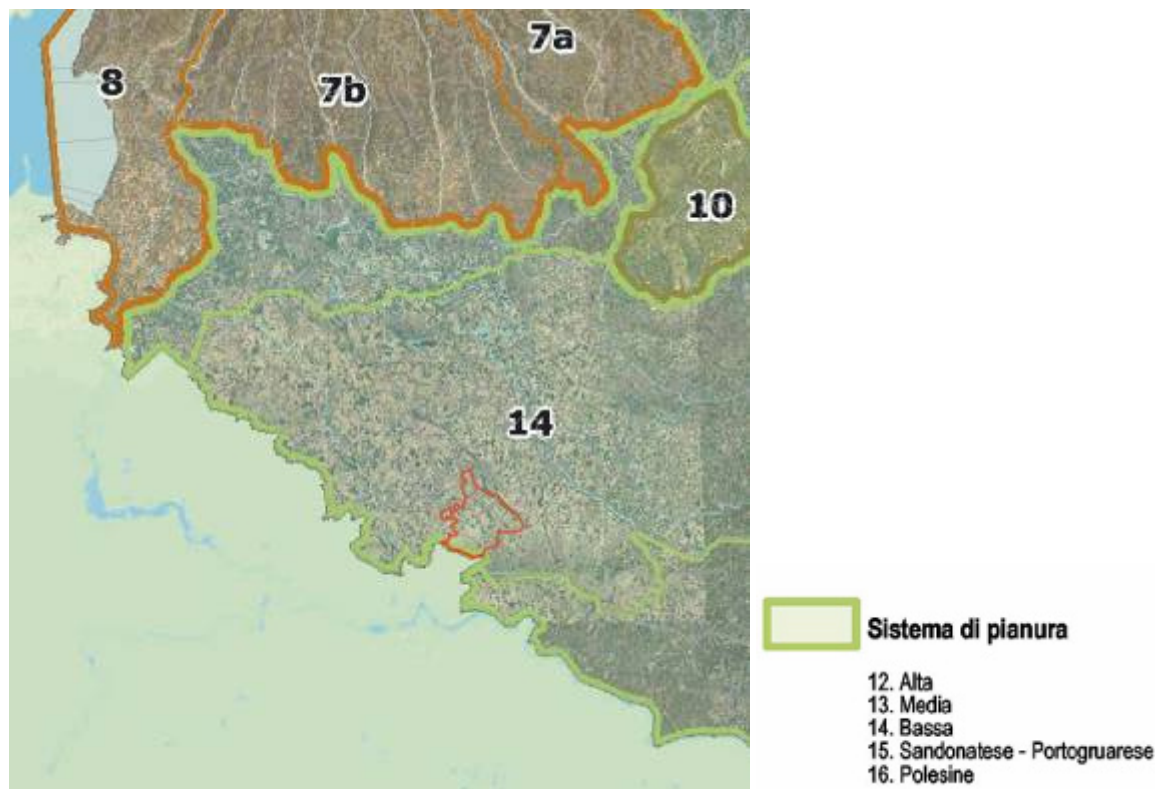 7a
8
7b
10
14
Sistema di pianura
12. Alta
13. Media
14. Bassa
15. Sandonatese - Portogruarese
16. Polesine